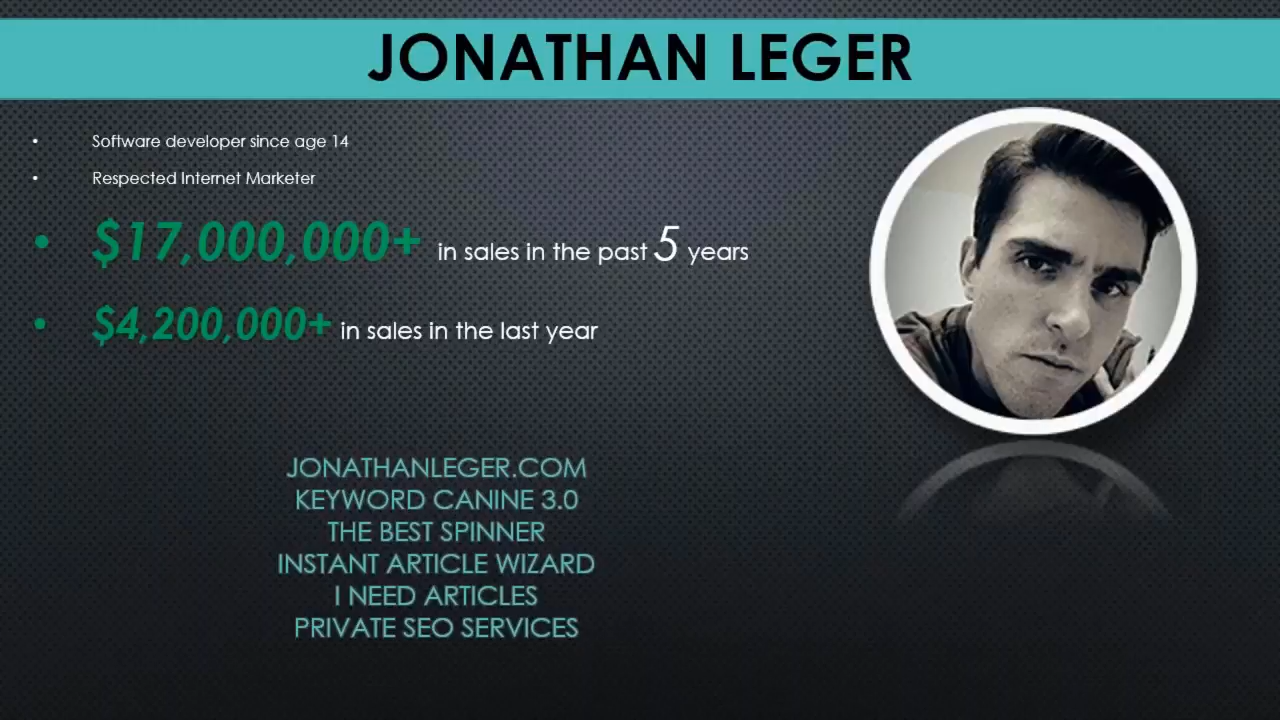 JONATHAN LEGER
• Software developer since age 14
• Respected Internet Marketer
• $17,000,000+ in sales in the past 5 years
• $4,200,000+ in sales in the last year
JONATHANLEGER.COM
KEYWORD CANINE 3.0
THE BEST SPINNER
INSTANT ARTICLE WIZARD
I NEED ARTICLES
PRIVATE SEO SERVICES